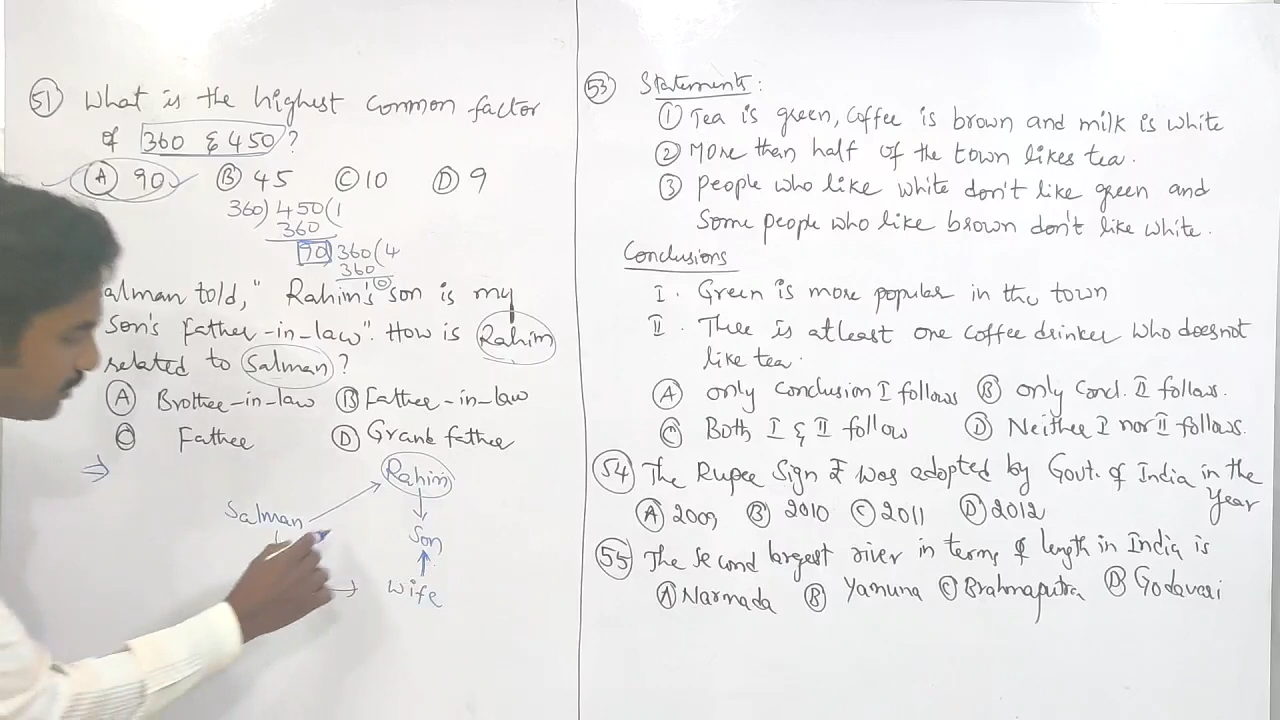 51 What is the highest common factor
of 360 & 450?
A 90 B 45 C 10 D 9
360) 450 (1
360
90) 360 (4
360
0
alman told," Rahim's son is my
Son's Father-in-law". How is Rahim
related to Salman?
A Brother-in-law B Father-in-law
C Father D Grank father
⇒ Rahim
Salman
Son
Wife
53 Statements:
1 Tea is green, Coffee is brown and milk is white
2 More than half of the town likes tea.
3 people who like white don't like green and
Some people who like brown don't like white.
Conclusions
I. Green is more popular in the town
II. There is atleast one coffee drinker who doesnot
like tea.
A only conclusion I follows B only Concl. II follows.
C Both I & II follow D Neither I nor II follows.
54 The Rupee Sign ₹ was adopted by Govt. of India in the
Year
A 2009 B 2010 C 2011 D 2012
55 The second largest river in terms of length in India is
A Narmada B Yamuna C Brahmaputra D Godavari